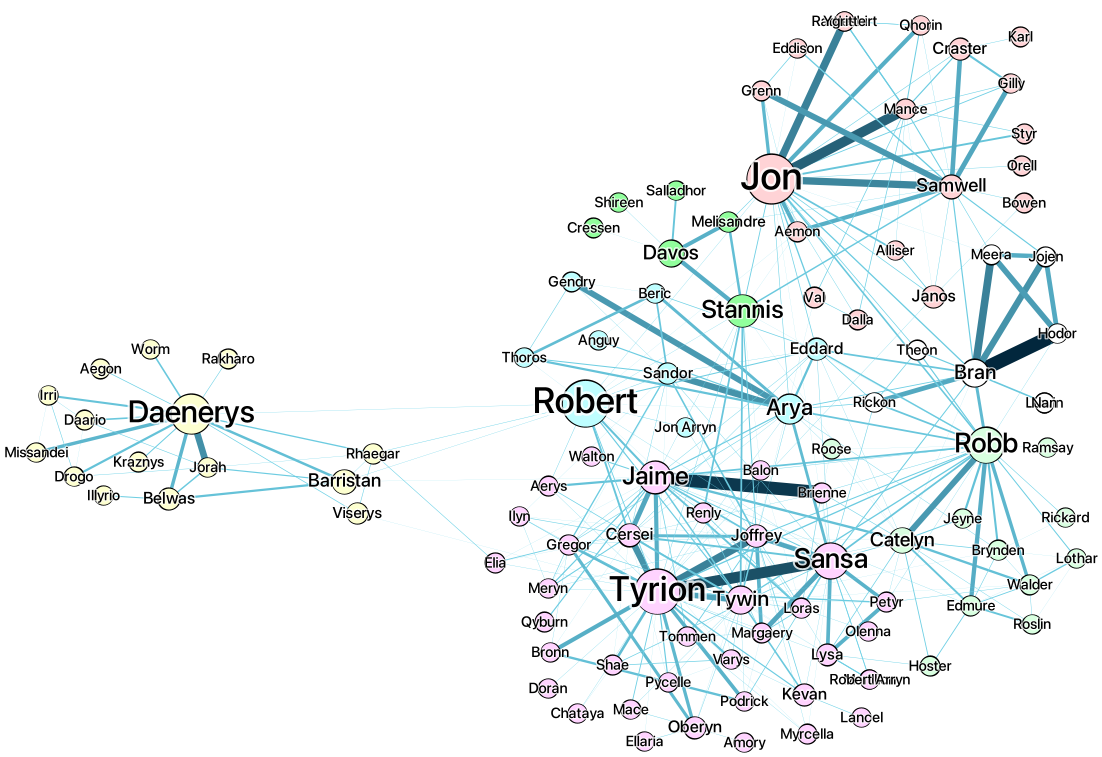 Qhorin
Karl
Eddison
Craster
Gilly
Grenn
Mance
Styr
Orell
Jon
Samwell
Bowen
Salladhor
Shireen
Melisandre
Cressen
Aemon
Davos
Alliser
Meera
Jojen
Gendry
Beric
Val
Janos
Stannis
Dalla
Hodor
Anguy
Eddard
Theon
Worm
Rakharo
Thoros
Aegon
Sandor
Bran
Irri
Daario
Daenerys
Robert
Arya
Rickon
Jon Arryn
Missandei
Kraznys
Jorah
Rhaegar
Walton
Roose
Robb
Ramsay
Drogo
Illyrio
Belwas
Barristan
Aerys
Jaime
Balon
Brienne
Viserys
Ilyn
Renly
Jeyne
Rickard
Gregor
Cersei
Joffrey
Catelyn
Brynden
Lothar
Elia
Sansa
Meryn
Tyrion
Tywin
Loras
Petyr
Walder
Edmure
Qyburn
Tommen
Margaery
Olenna
Roslin
Bronn
Shae
Varys
Lysa
Hoster
Doran
Pycelle
Podrick
Kevan
Chataya
Mace
Oberyn
Lancel
Ellaria
Amory
Myrcella